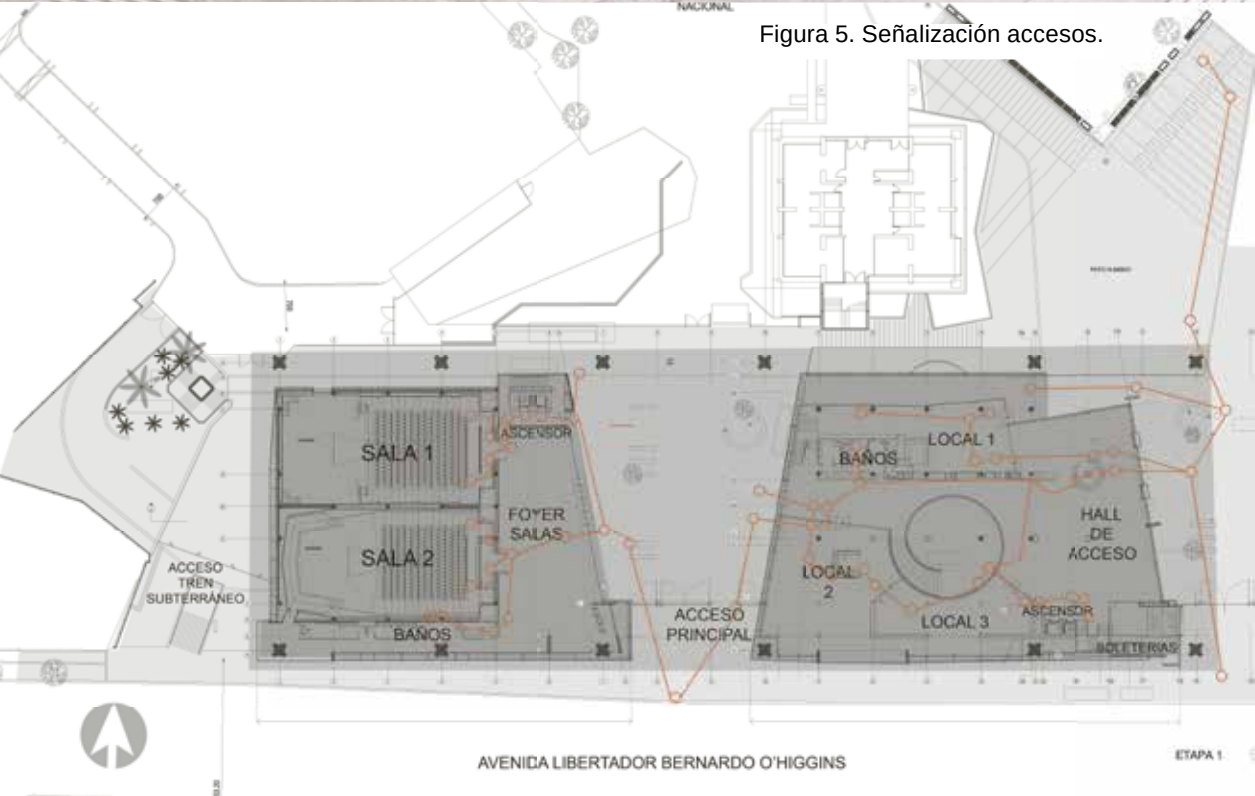 NACIONAL
Figura 5. Señalización accesos.
SALA 1
ASCENSOR
LOCAL 1
BAÑOS
FOYER
SALAS
HALL
DE
ACCESO
SALA 2
LOCAL
2
ACCESO
TREN
SUBTERRÁNEO
ACCESO
PRINCIPAL
LOCAL 3
ASCENSOR
BAÑOS
BOLETERIAS
AVENIDA LIBERTADOR BERNARDO O'HIGGINS
ETAPA 1